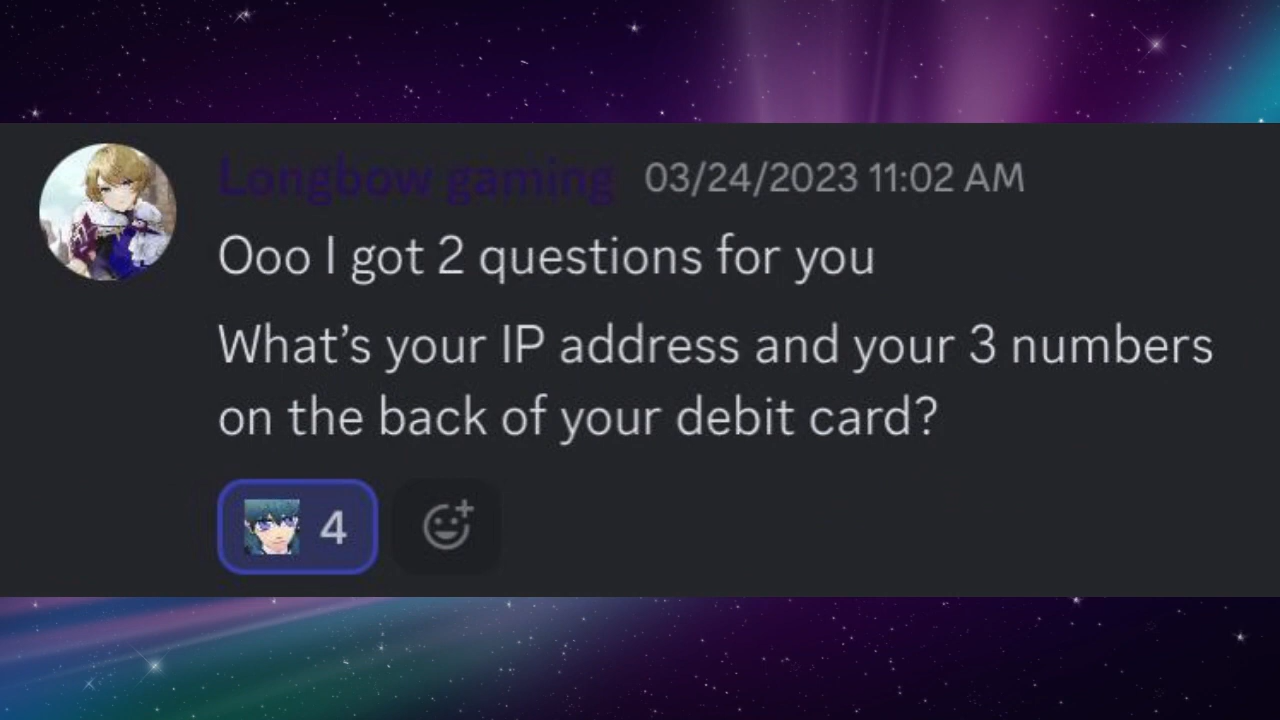 Longbow gaming 03/24/2023 11:02 AM
Ooo I got 2 questions for you
What’s your IP address and your 3 numbers
on the back of your debit card?
4